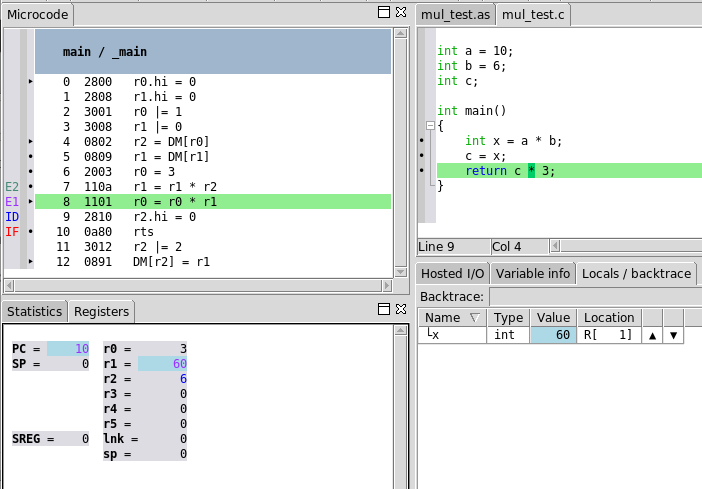 Microcode
main / _main
0 2800 r0.hi = 0
1 2808 r1.hi = 0
2 3001 r0 |= 1
3 3008 r1 |= 0
4 0802 r2 = DM[r0]
5 0809 r1 = DM[r1]
6 2003 r0 = 3
E2 7 110a r1 = r1 * r2
E1 8 1101 r0 = r0 * r1
ID 9 2810 r2.hi = 0
IF 10 0a80 rts
11 3012 r2 |= 2
12 0891 DM[r2] = r1
Statistics Registers
PC = 10 r0 = 3
SP = 0 r1 = 60
r2 = 6
r3 = 0
r4 = 0
r5 = 0
SREG = 0 lnk = 0
sp = 0
mul_test.as mul_test.c
int a = 10;
int b = 6;
int c;
int main()
{
int x = a * b;
c = x;
return c * 3;
}
Line 9 Col 4
Hosted I/O Variable info Locals / backtrace
Backtrace:
Name Type Value Location
x int 60 R[ 1]